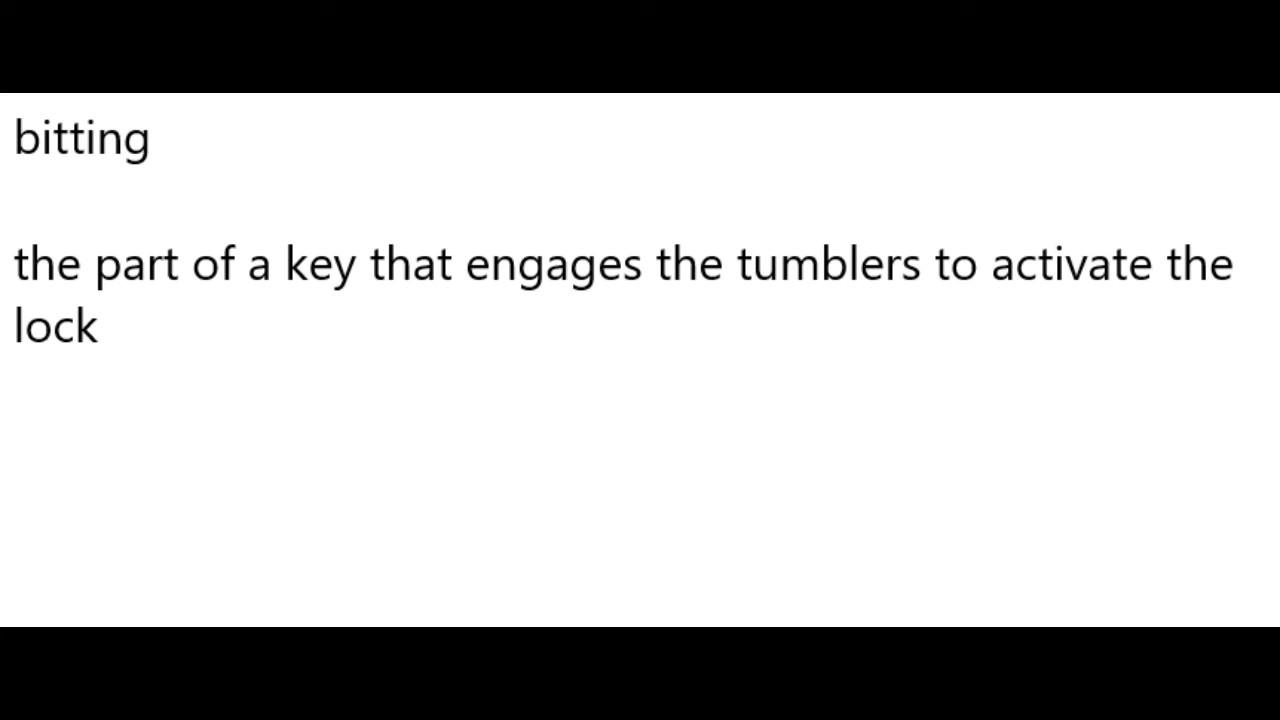 bitting
the part of a key that engages the tumblers to activate the
lock